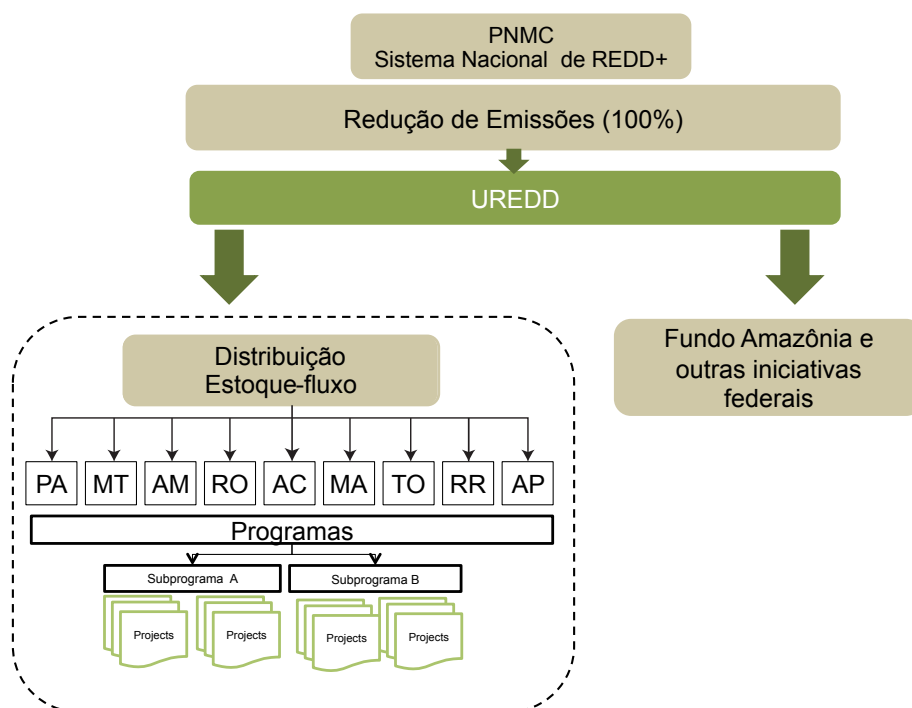 PNMC
Sistema Nacional de REDD+
Redução de Emissões (100%)
UREDD
Distribuição
Estoque-fluxo
Fundo Amazônia e
outras iniciativas
federais
PA MT AM RO AC MA TO RR AP
Programas
Subprograma A Subprograma B
Projects Projects Projects Projects